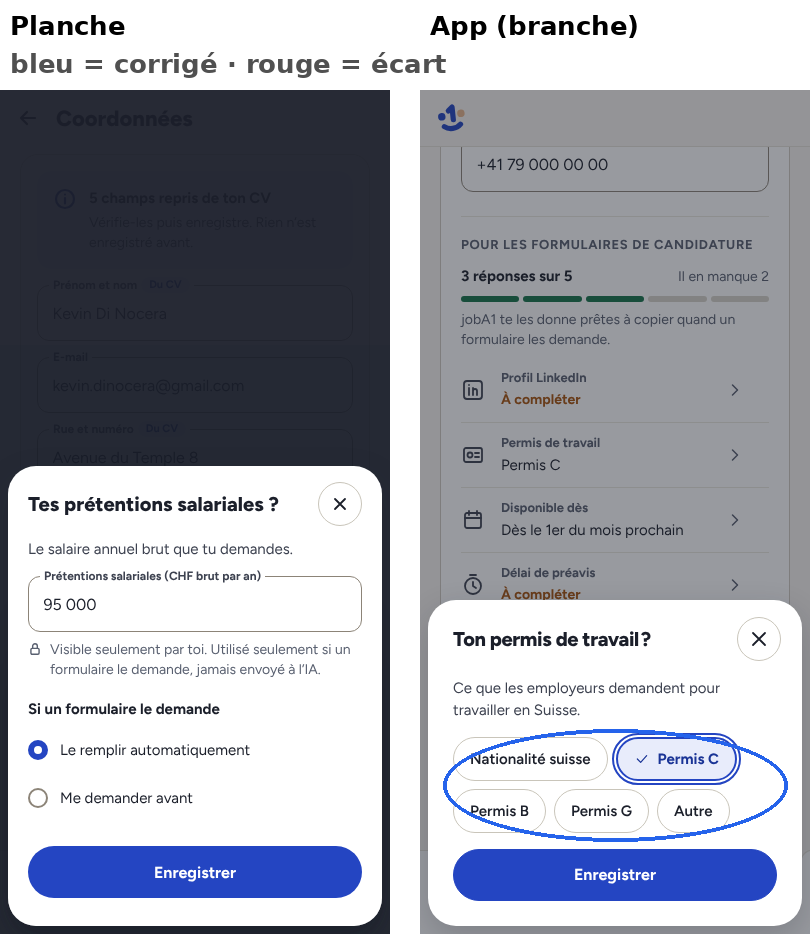 Planche
App (branche)
bleu = corrigé · rouge = écart
Coordonnées
5 champs repris de ton CV
Vérifie-les puis enregistre. Rien n'est
enregistré avant.
Prénom et nom
Du CV
Kevin Di Nocera
E-mail
kevin.dinocera@gmail.com
Rue et numéro
Du CV
Avenue du Temple 8
Tes prétentions salariales ?
Le salaire annuel brut que tu demandes.
Prétentions salariales (CHF brut par an)
95 000
Visible seulement par toi. Utilisé seulement si un
formulaire le demande, jamais envoyé à l’IA.
Si un formulaire le demande
Le remplir automatiquement
Me demander avant
Enregistrer
+41 79 000 00 00
POUR LES FORMULAIRES DE CANDIDATURE
3 réponses sur 5
Il en manque 2
jobA1 te les donne prêtes à copier quand un
formulaire les demande.
Profil LinkedIn
À compléter
Permis de travail
Permis C
Disponible dès
Dès le 1er du mois prochain
Délai de préavis
À compléter
Ton permis de travail ?
Ce que les employeurs demandent pour
travailler en Suisse.
Nationalité suisse
Permis C
Permis B
Permis G
Autre
Enregistrer